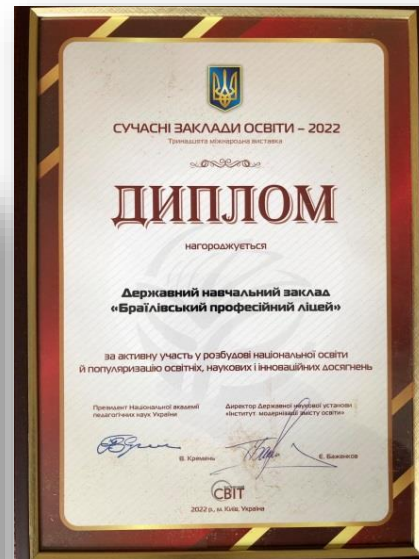 СУЧАСНІ ЗАКЛАДИ ОСВІТИ – 2022
Тринадцята міжнародна виставка
ДИПЛОМ
нагороджується
Державний навчальний заклад
«Браїлівський професійний ліцей»
за активну участь у розбудові національної освіти
й популяризацію освітніх, наукових і інноваційних досягнень
Президент Національної академії
педагогічних наук України
В. Кремень
Директор Державної наукової установи
«Інститут модернізації змісту освіти»
Є. Баженков
СВІТ
2022 р., м. Київ, Україна